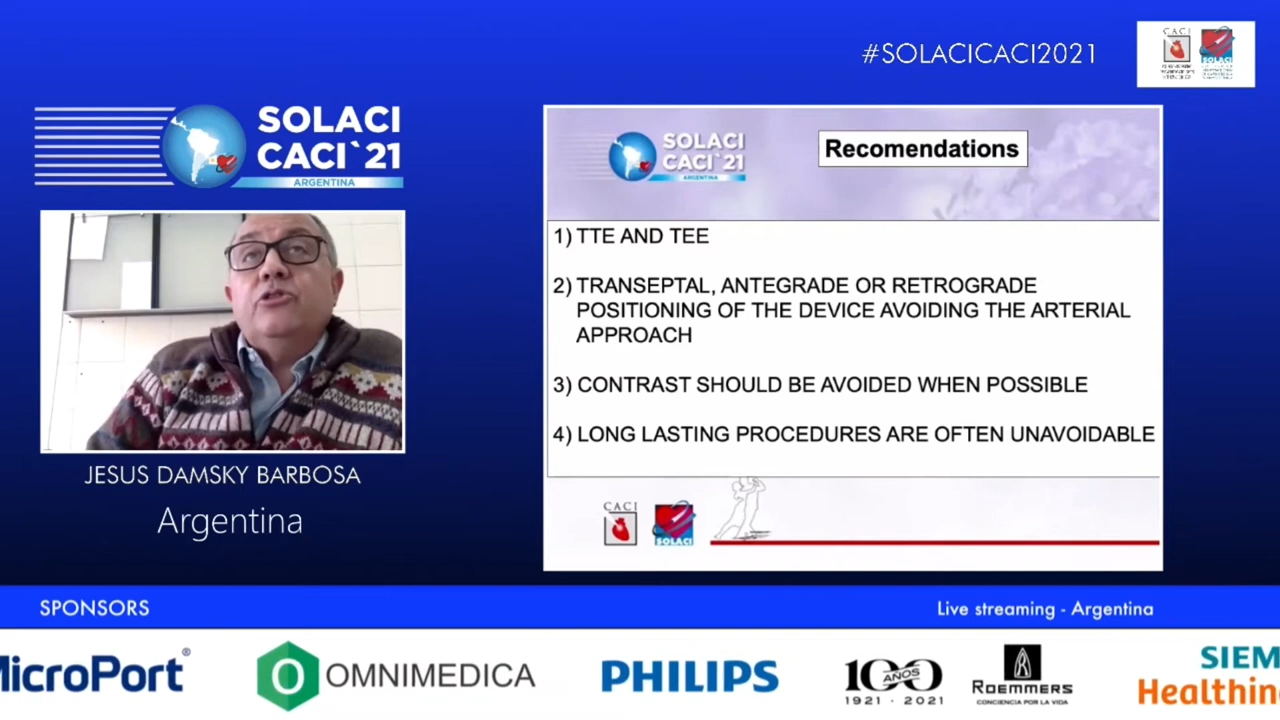 #SOLACICACI2021
CACI
SOLACI
SOLACI
CACI`21
ARGENTINA
JESUS DAMSKY BARBOSA
Argentina
SOLACI
CACI`21
ARGENTINA
Recomendations
1) TTE AND TEE
2) TRANSEPTAL, ANTEGRADE OR RETROGRADE
POSITIONING OF THE DEVICE AVOIDING THE ARTERIAL
APPROACH
3) CONTRAST SHOULD BE AVOIDED WHEN POSSIBLE
4) LONG LASTING PROCEDURES ARE OFTEN UNAVOIDABLE
CACI
SOLACI
SPONSORS
Live streaming - Argentina
MicroPort®
OMNIMEDICA
PHILIPS
100 AÑOS
1921 - 2021
ROEMMERS
CONCIENCIA POR LA VIDA
SIEM
Healthin